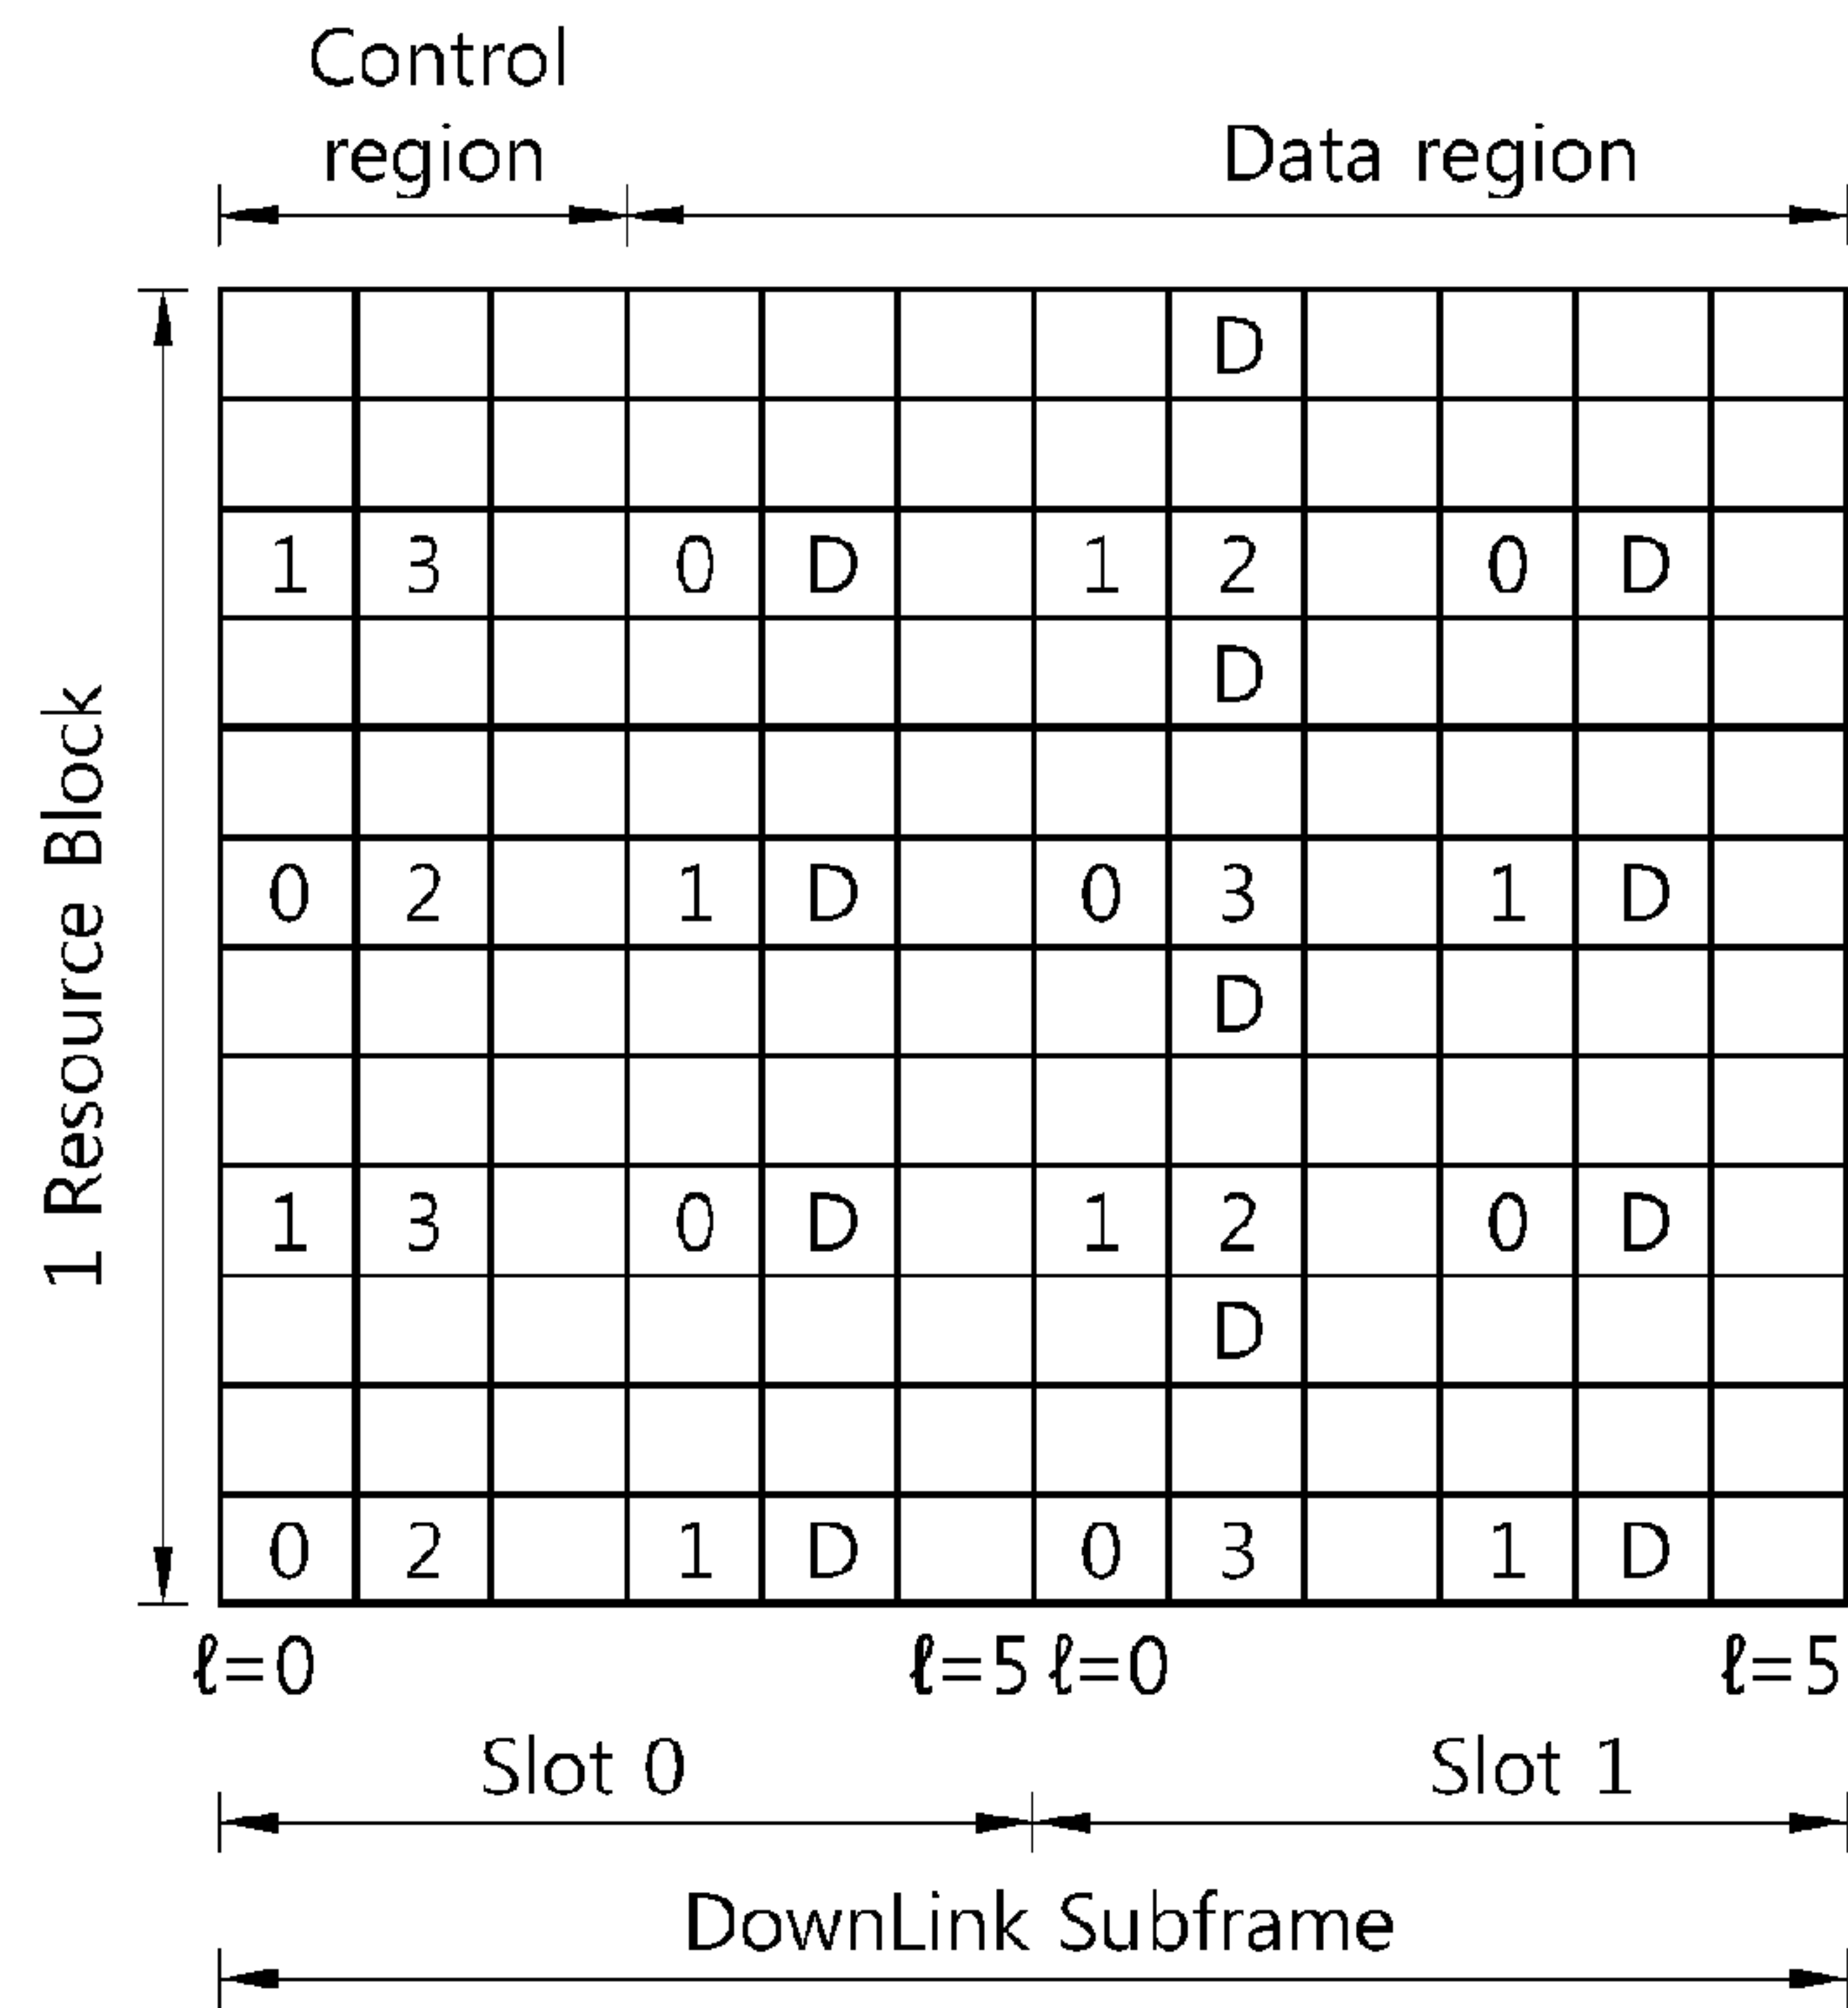 Control
region
Data region
D
1 3 0 D 1 2 0 D
D
0 2 1 D 0 3 1 D
D
1 3 0 D 1 2 0 D
D
0 2 1 D 0 3 1 D
1 Resource Block
ℓ=0 ℓ=5 ℓ=0 ℓ=5
Slot 0 Slot 1
DownLink Subframe